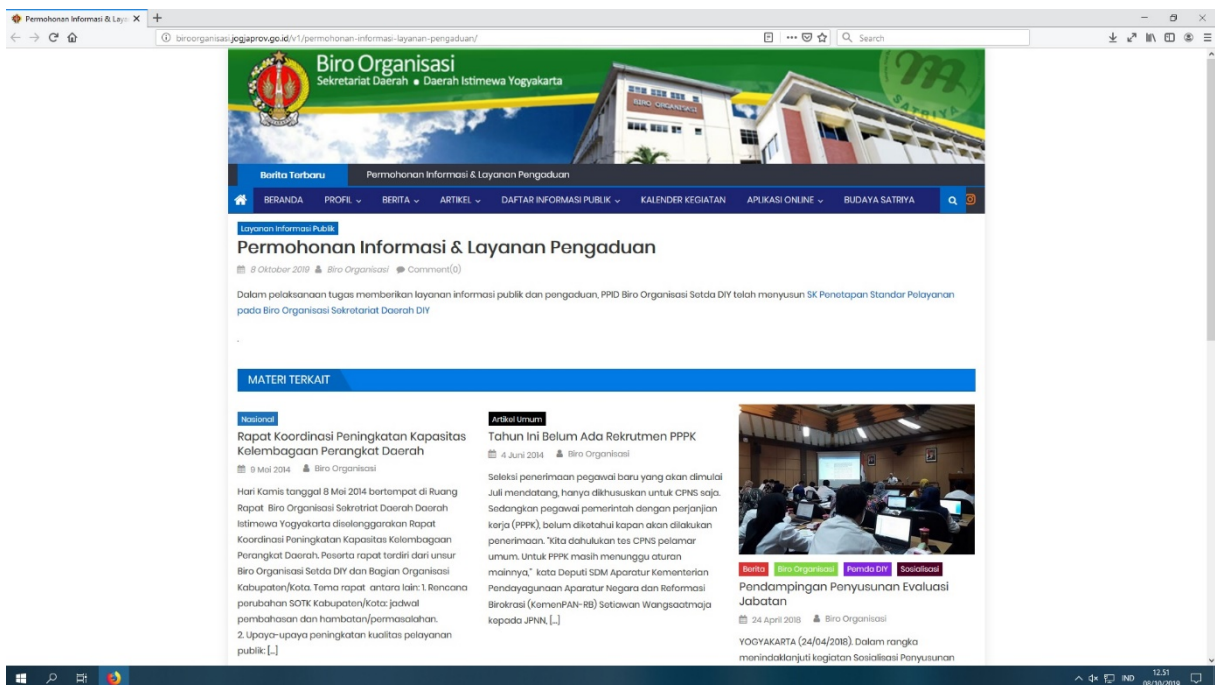 Permohonan Informasi & Laya
biroorganisasi.jogjaprov.go.id/v1/permohonan-informasi-layanan-pengaduan/
Search
Biro Organisasi
Sekretariat Daerah • Daerah Istimewa Yogyakarta
BIRO ORGANISASI
SATRIYA
Berita Terbaru
Permohonan Informasi & Layanan Pengaduan
BERANDA PROFIL BERITA ARTIKEL DAFTAR INFORMASI PUBLIK KALENDER KEGIATAN APLIKASI ONLINE BUDAYA SATRIYA
Layanan Informasi Publik
Permohonan Informasi & Layanan Pengaduan
8 Oktober 2019 Biro Organisasi Comment(0)
Dalam pelaksanaan tugas memberikan layanan informasi publik dan pengaduan, PPID Biro Organisasi Setda DIY telah menyusun SK Penetapan Standar Pelayanan
pada Biro Organisasi Sekretariat Daerah DIY
.
MATERI TERKAIT
Nasional
Rapat Koordinasi Peningkatan Kapasitas
Kelembagaan Perangkat Daerah
9 Mei 2014 Biro Organisasi
Hari Kamis tanggal 8 Mei 2014 bertempat di Ruang
Rapat Biro Organisasi Sekretriat Daerah Daerah
Istimewa Yogyakarta diselenggarakan Rapat
Koordinasi Peningkatan Kapasitas Kelembagaan
Perangkat Daerah. Peserta rapat terdiri dari unsur
Biro Organisasi Setda DIY dan Bagian Organisasi
Kabupaten/Kota. Tema rapat antara lain: 1. Rencana
perubahan SOTK Kabupaten/Kota: jadwal
pembahasan dan hambatan/permasalahan.
2. Upaya-upaya peningkatan kualitas pelayanan
publik: [...]
Artikel Umum
Tahun Ini Belum Ada Rekrutmen PPPK
4 Juni 2014 Biro Organisasi
Seleksi penerimaan pegawai baru yang akan dimulai
Juli mendatang, hanya dikhususkan untuk CPNS saja.
Sedangkan pegawai pemerintah dengan perjanjian
kerja (PPPK), belum diketahui kapan akan dilakukan
penerimaan. "Kita dahulukan tes CPNS pelamar
umum. Untuk PPPK masih menunggu aturan
mainnya," kata Deputi SDM Aparatur Kementerian
Pendayagunaan Aparatur Negara dan Reformasi
Birokrasi (KemenPAN-RB) Setiawan Wangsaatmaja
kepada JPNN, [...]
Berita Biro Organisasi Pemda DIY Sosialisasi
Pendampingan Penyusunan Evaluasi
Jabatan
24 April 2018 Biro Organisasi
YOGYAKARTA (24/04/2018). Dalam rangka
menindaklanjuti kegiatan Sosialisasi Penyusunan
IND
12.51
08/10/2019